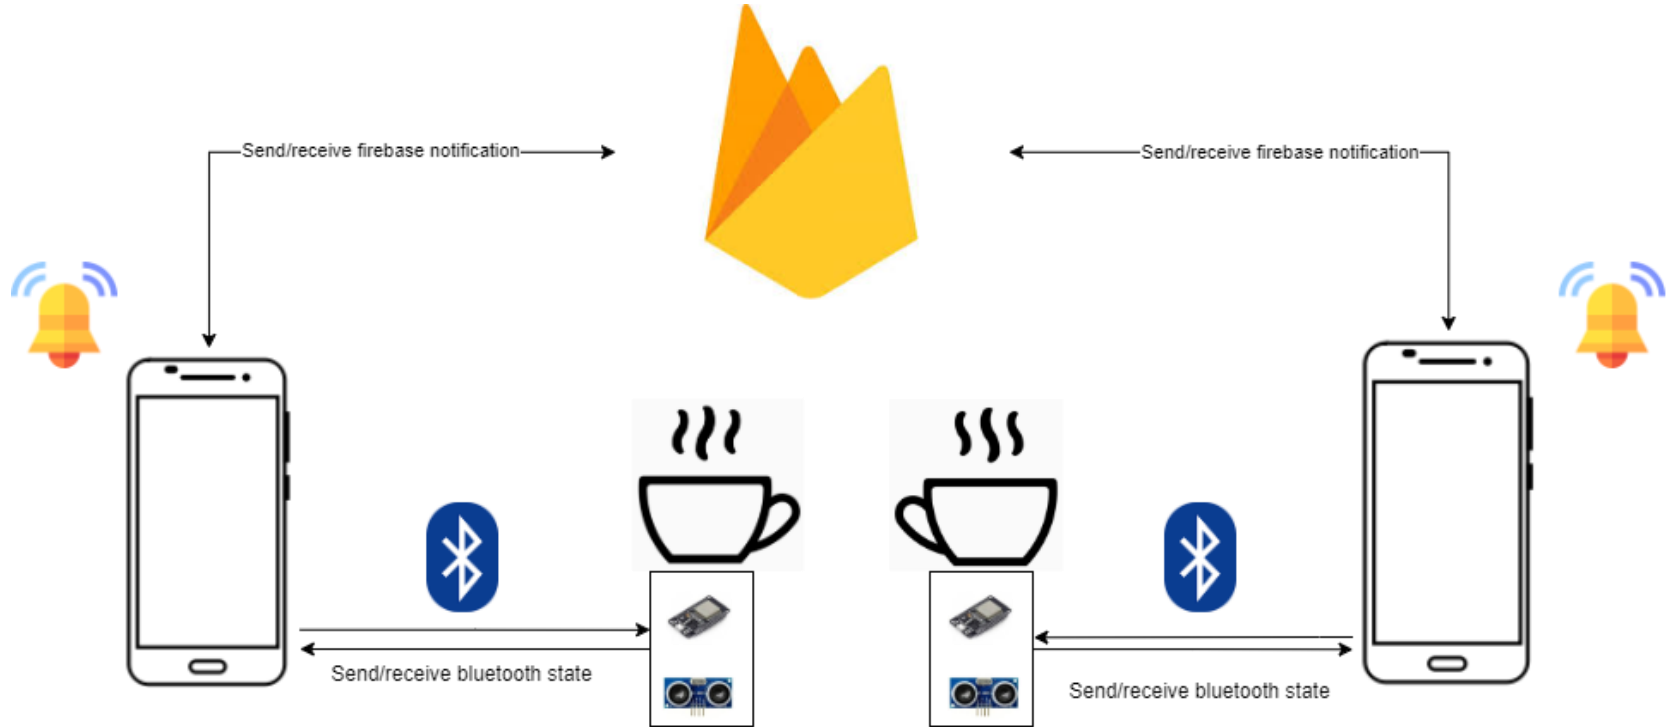 Send/receive firebase notification
Send/receive firebase notification
Send/receive bluetooth state
Send/receive bluetooth state